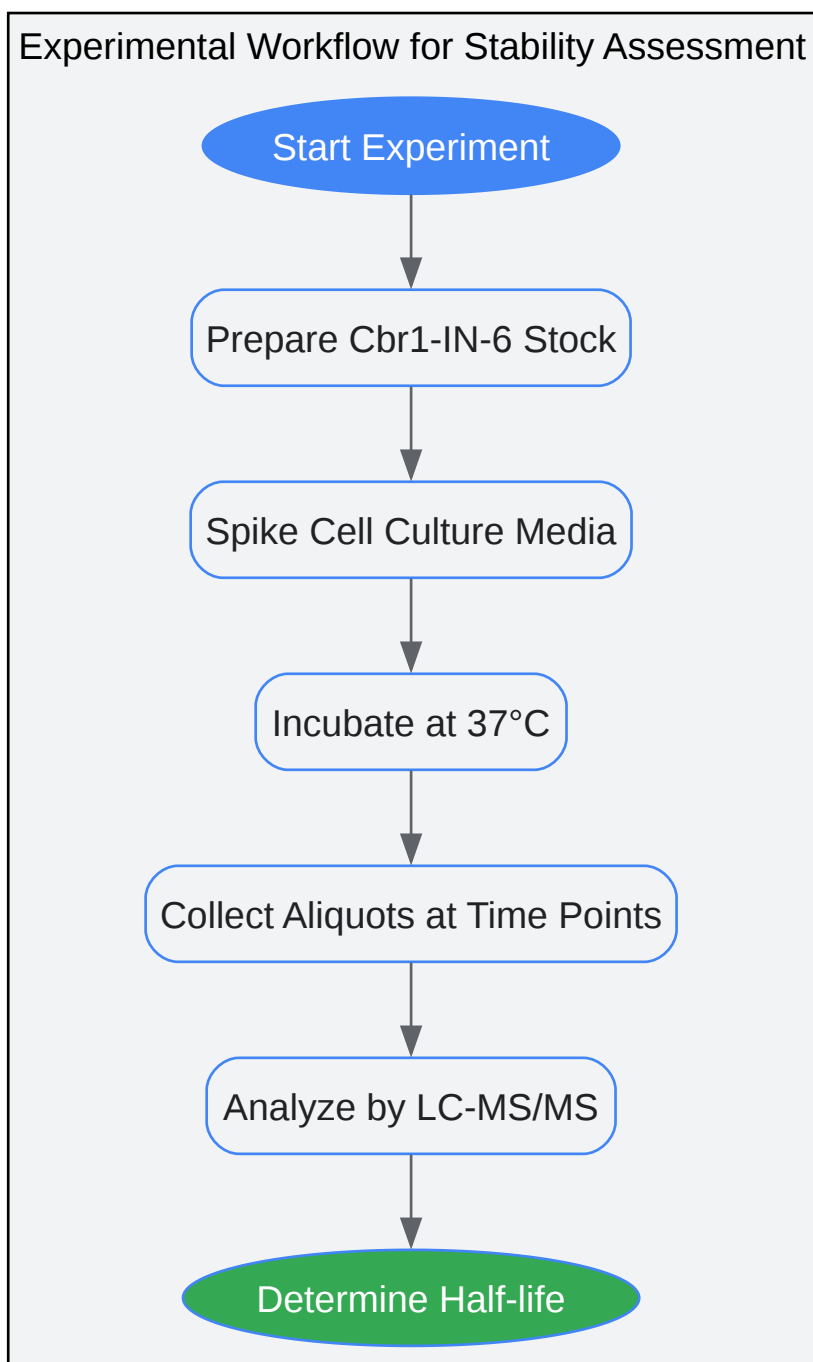 Experimental Workflow for Stability Assessment
Start Experiment
Prepare Cbr1-IN-6 Stock
Spike Cell Culture Media
Incubate at 37°C
Collect Aliquots at Time Points
Analyze by LC-MS/MS
Determine Half-life